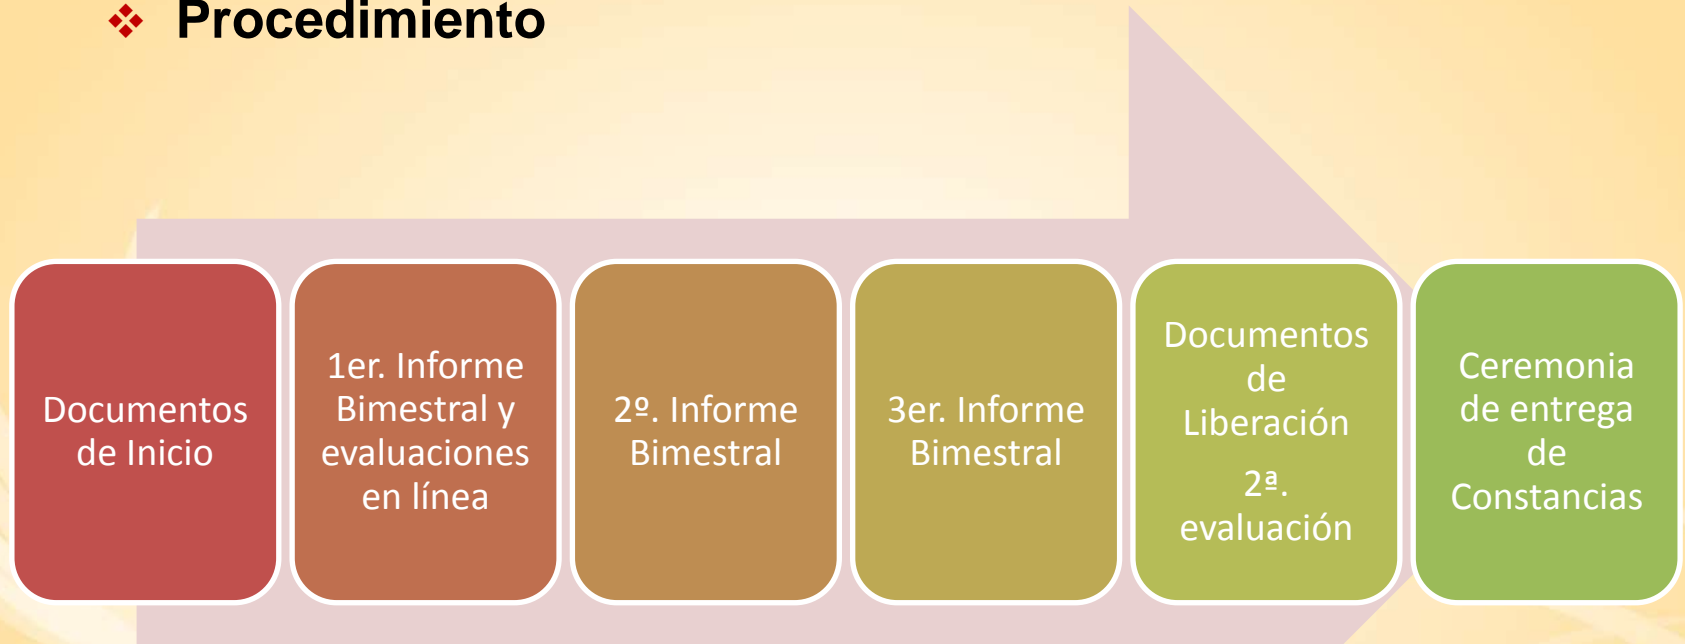 Procedimiento
Documentos
de Inicio
1er. Informe
Bimestral y
evaluaciones
en línea
2º. Informe
Bimestral
3er. Informe
Bimestral
Documentos
de
Liberación
2ª.
evaluación
Ceremonia
de entrega
de
Constancias